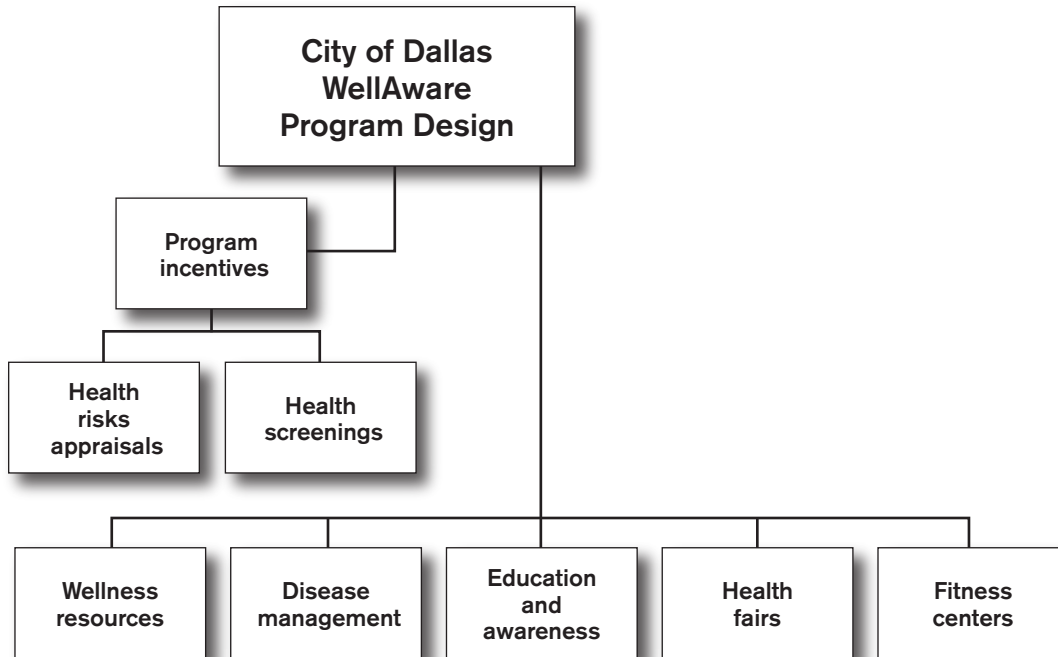 City of Dallas
WellAware
Program Design
Program
incentives
Health
risks
appraisals
Health
screenings
Wellness
resources
Disease
management
Education
and
awareness
Health
fairs
Fitness
centers